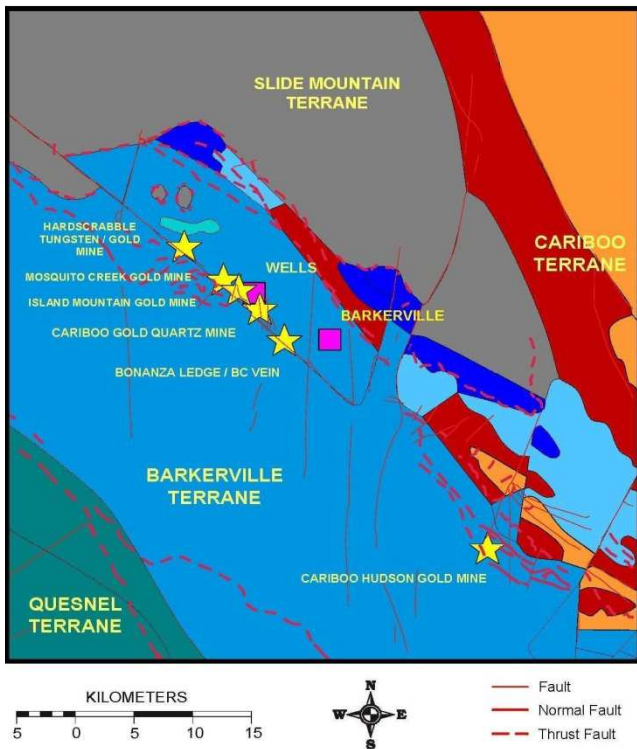 SLIDE MOUNTAIN
TERRANE
CARIBOO
TERRANE
HARDSCRABBLE
TUNGSTEN / GOLD
MINE
MOSQUITO CREEK GOLD MINE
WELLS
ISLAND MOUNTAIN GOLD MINE
BARKERVILLE
CARIBOO GOLD QUARTZ MINE
BONANZA LEDGE / BC VEIN
BARKERVILLE
TERRANE
CARIBOO HUDSON GOLD MINE
QUESNEL
TERRANE
KILOMETERS
5 0 5 10 15
N
W E
S
Fault
Normal Fault
Thrust Fault